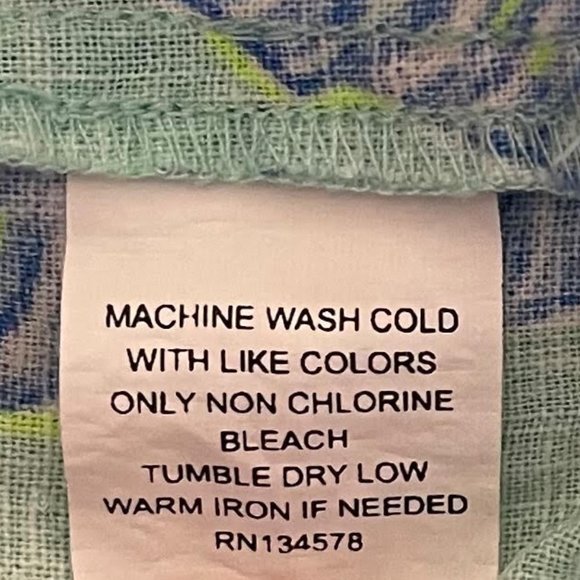 MACHINE WASH COLD
WITH LIKE COLORS
ONLY NON CHLORINE
BLEACH
TUMBLE DRY LOW
WARM IRON IF NEEDED
RN134578